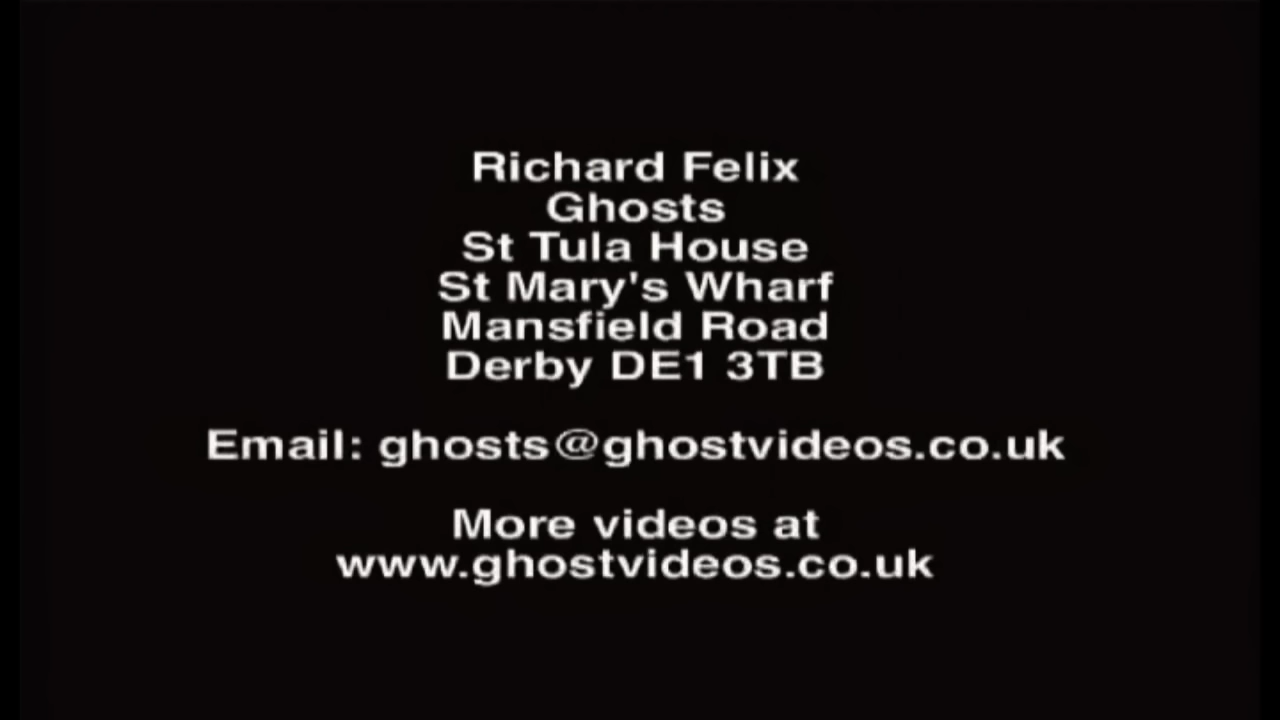 Richard Felix
Ghosts
St Tula House
St Mary's Wharf
Mansfield Road
Derby DE1 3TB
Email: ghosts@ghostvideos.co.uk
More videos at
www.ghostvideos.co.uk